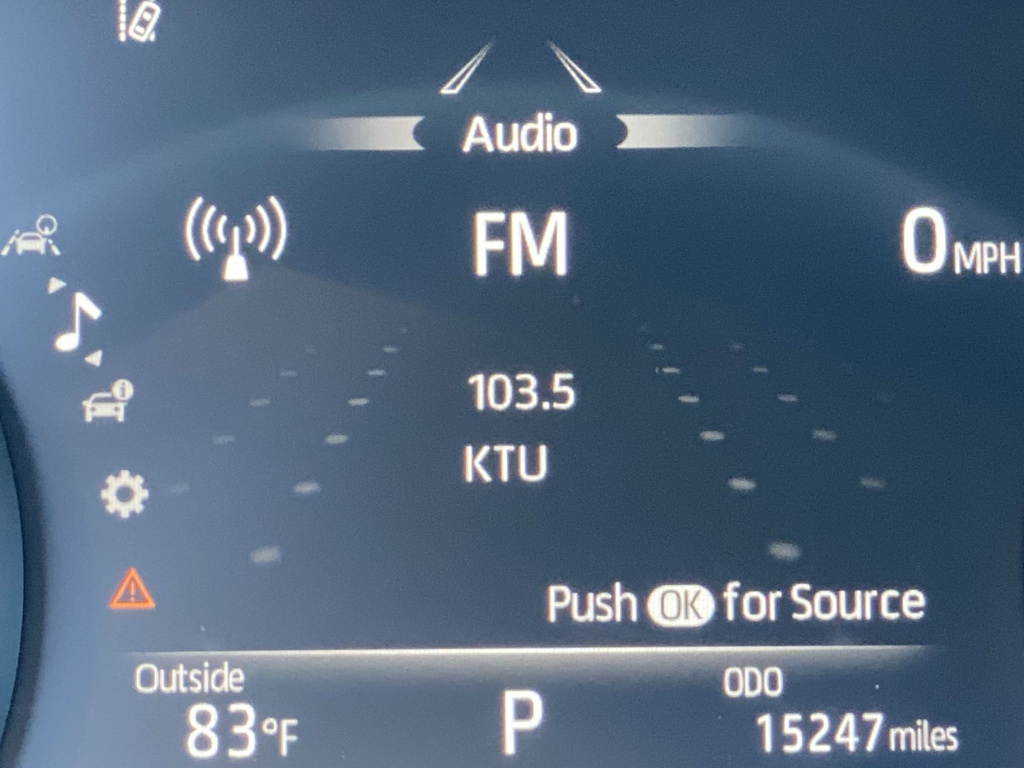 Audio
FM
0 MPH
103.5
KTU
Push OK for Source
Outside
83°F
P
ODO
15247 miles